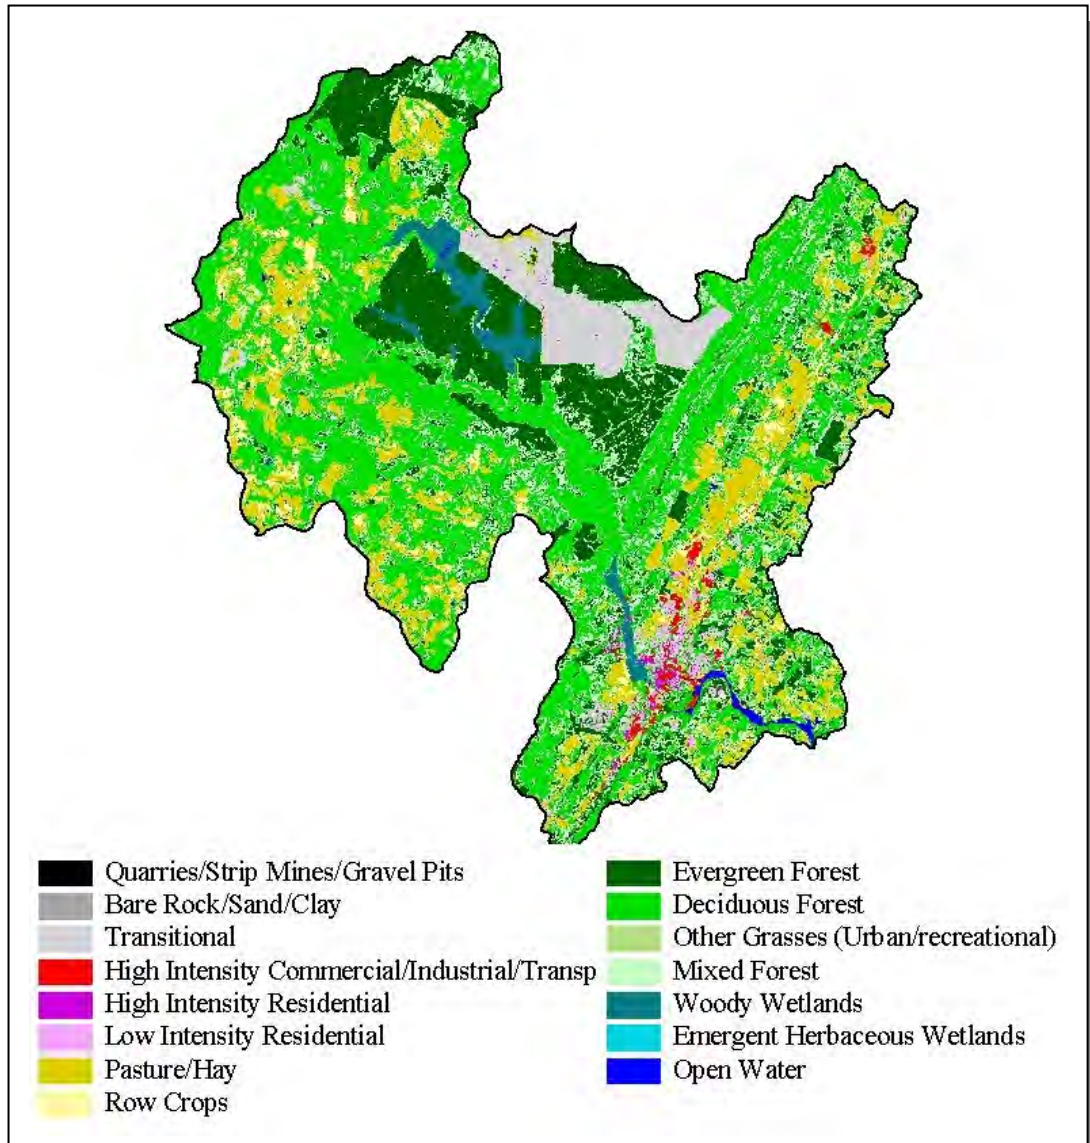 Quarries/Strip Mines/Gravel Pits
Bare Rock/Sand/Clay
Transitional
High Intensity Commercial/Industrial/Transp
High Intensity Residential
Low Intensity Residential
Pasture/Hay
Row Crops
Evergreen Forest
Deciduous Forest
Other Grasses (Urban/recreational)
Mixed Forest
Woody Wetlands
Emergent Herbaceous Wetlands
Open Water